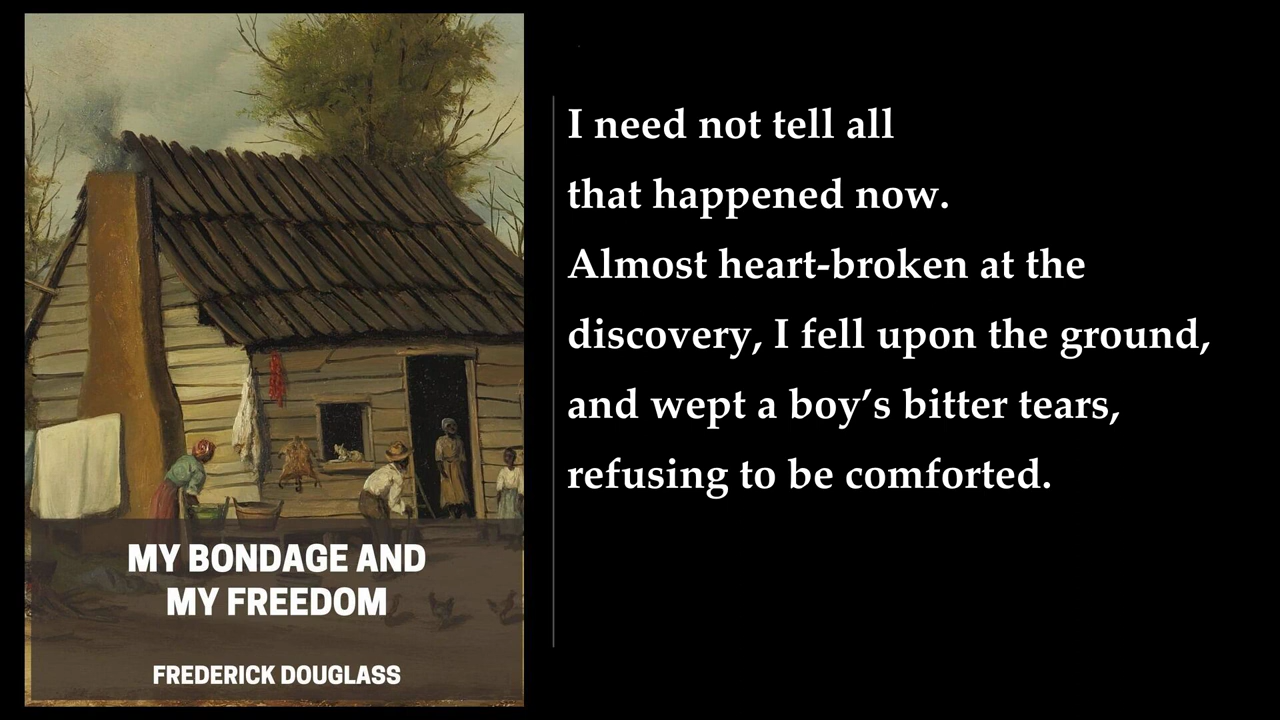 I need not tell all
that happened now.
Almost heart-broken at the
discovery, I fell upon the ground,
and wept a boy’s bitter tears,
refusing to be comforted.
MY BONDAGE AND
MY FREEDOM
FREDERICK DOUGLASS